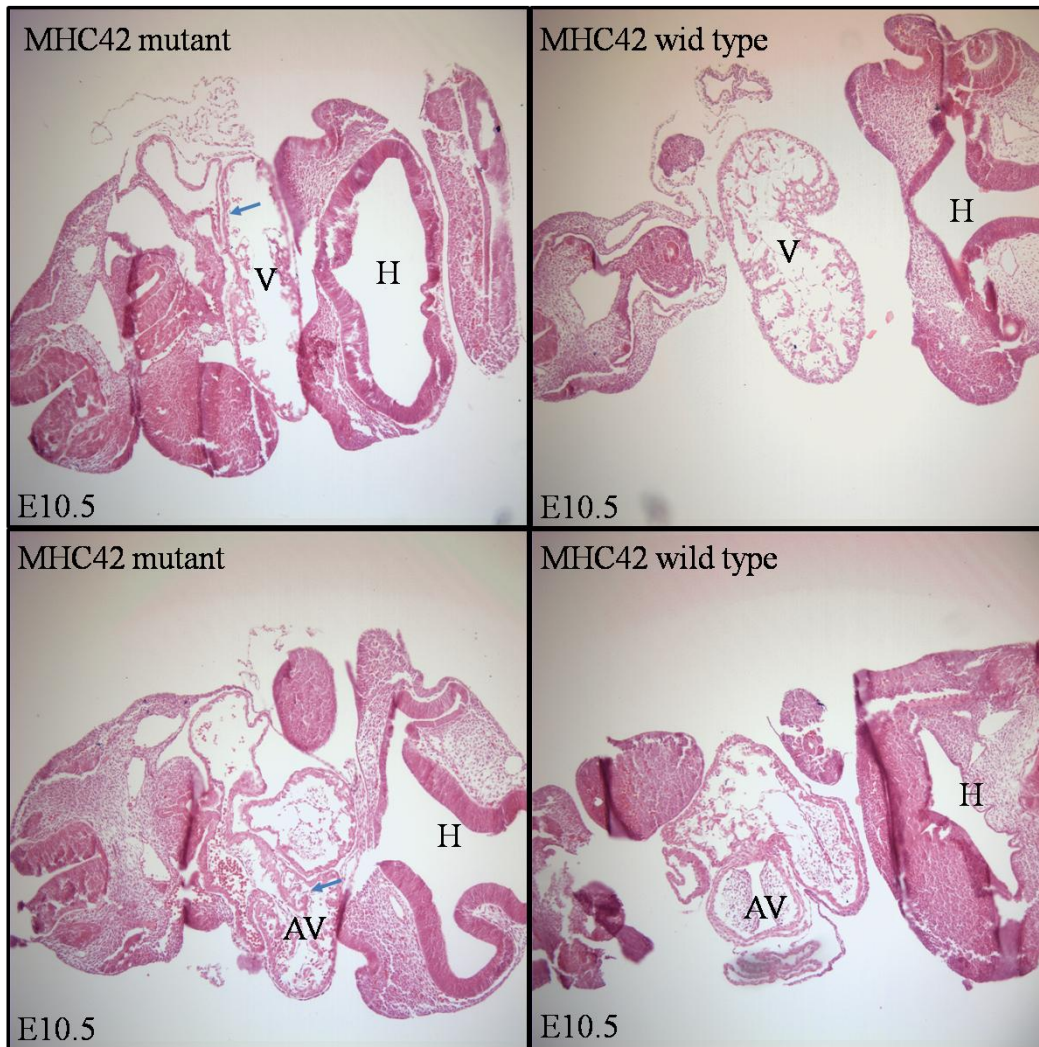 MHC42 mutant
V
H
E10.5
MHC42 wid type
H
V
E10.5
MHC42 mutant
H
AV
E10.5
MHC42 wild type
H
AV
E10.5